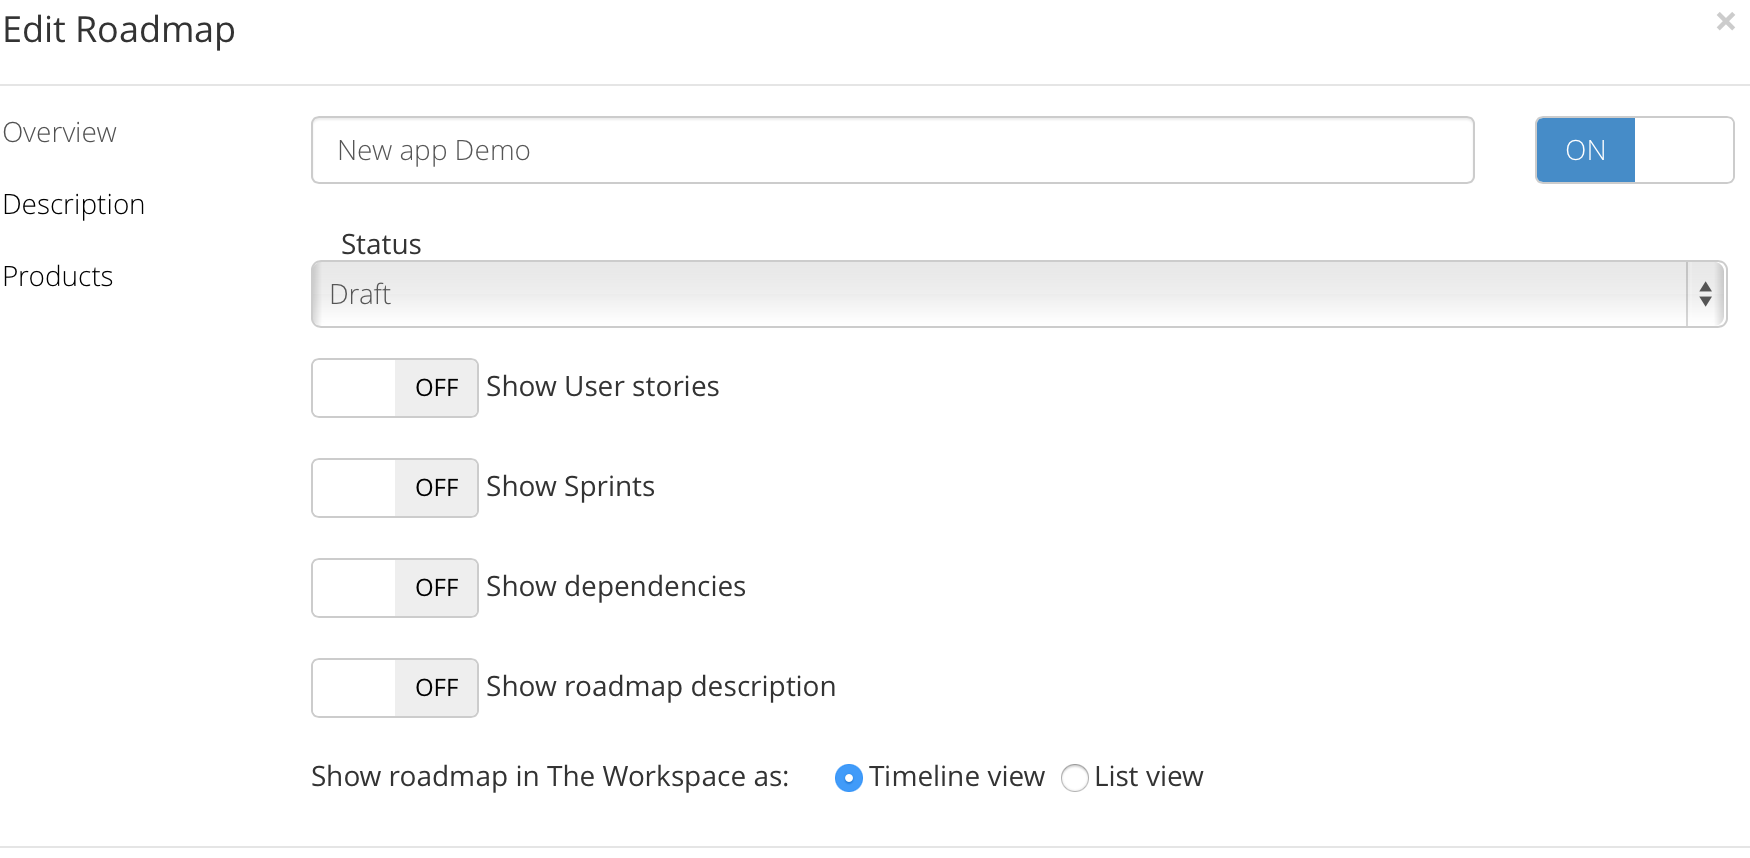 Edit Roadmap ×
Overview
Description
Products
New app Demo
ON
Status
Draft
OFF Show User stories
OFF Show Sprints
OFF Show dependencies
OFF Show roadmap description
Show roadmap in The Workspace as: Timeline view List view